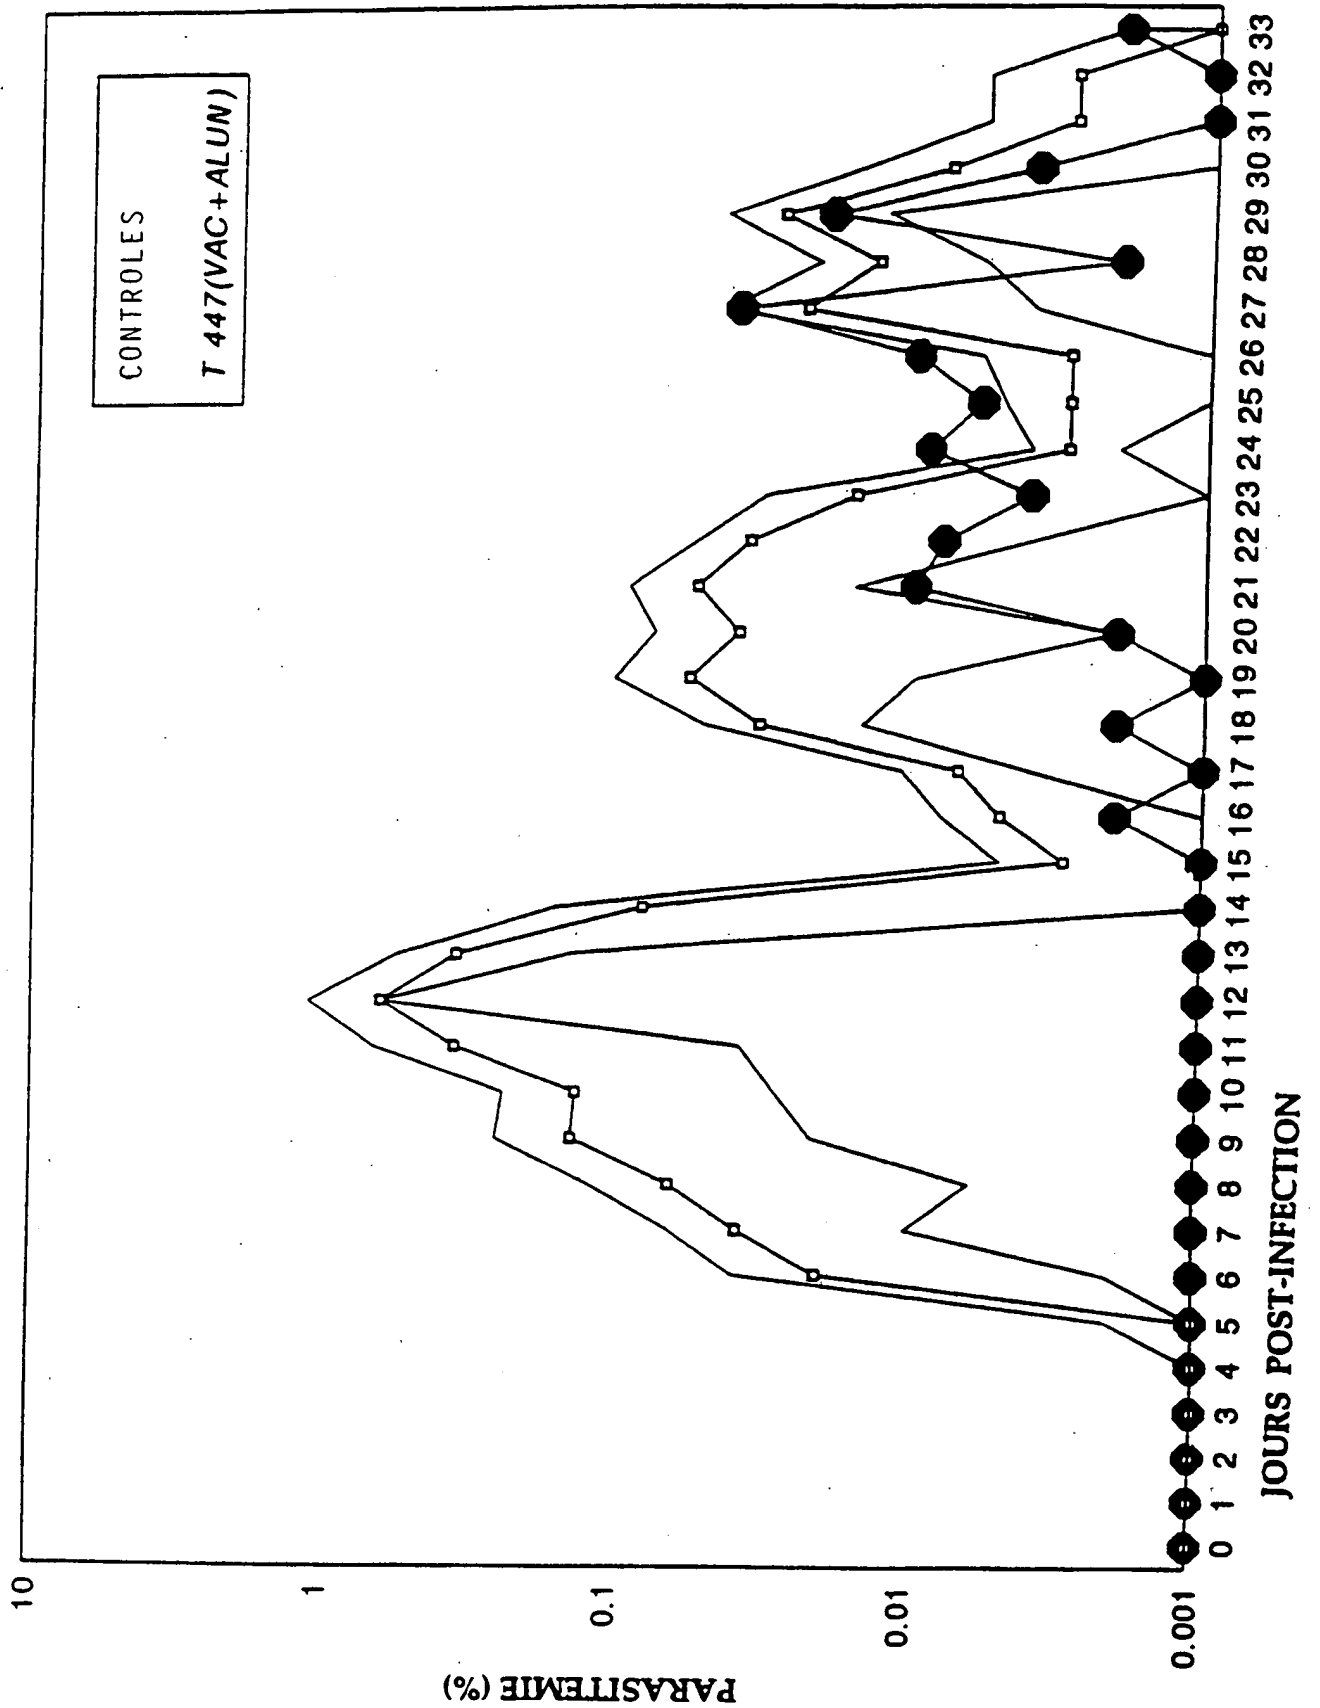 CONTROLES
T 447(VAC+ALUN)
PARASITEMIE (%)
10
1
0.1
0.01
0.001
0 1 2 3 4 5 6 7 8 9 10 11 12 13 14 15 16 17 18 19 20 21 22 23 24 25 26 27 28 29 30 31 32 33
JOURS POST-INFECTION